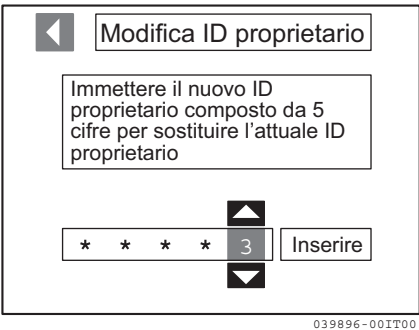 Modifica ID proprietario
Immettere il nuovo ID
proprietario composto da 5
cifre per sostituire l'attuale ID
proprietario
* * * * 3 Inserire
039896-00IT00